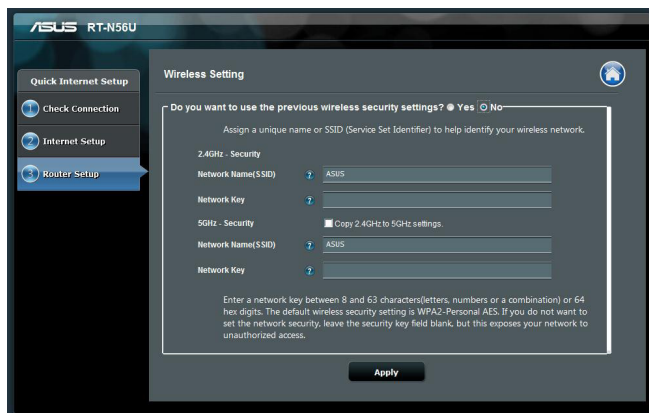 ASUS RT-N56U
Quick Internet Setup
1 Check Connection
2 Internet Setup
3 Router Setup
Wireless Setting
Do you want to use the previous wireless security settings? Yes No
Assign a unique name or SSID (Service Set Identifier) to help identify your wireless network.
2.4GHz - Security
Network Name(SSID) ? ASUS
Network Key ?
5GHz - Security Copy 2.4GHz to 5GHz settings.
Network Name(SSID) ? ASUS
Network Key ?
Enter a network key between 8 and 63 characters(letters, numbers or a combination) or 64
hex digits. The default wireless security setting is WPA2-Personal AES. If you do not want to
set the network security, leave the security key field blank, but this exposes your network to
unauthorized access.
Apply